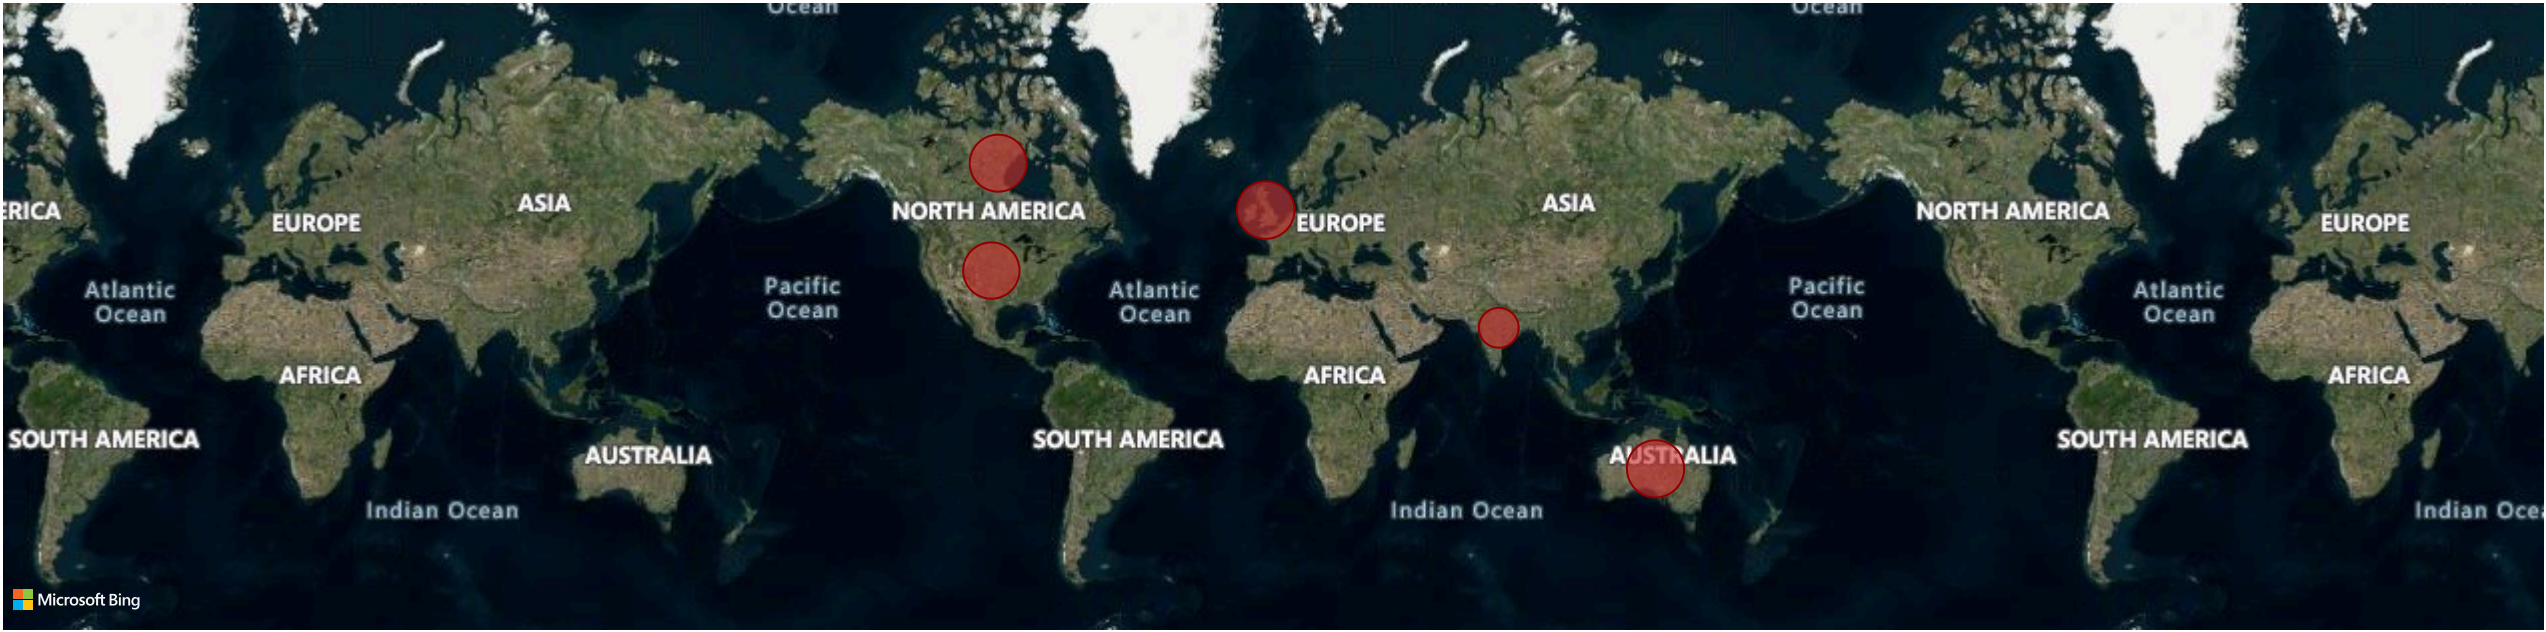 Ocean
Ocean
ERICA
EUROPE
ASIA
NORTH AMERICA
EUROPE
ASIA
NORTH AMERICA
EUROPE
Atlantic
Ocean
Pacific
Ocean
Atlantic
Ocean
Pacific
Ocean
Atlantic
Ocean
AFRICA
AFRICA
AFRICA
SOUTH AMERICA
AUSTRALIA
SOUTH AMERICA
AUSTRALIA
SOUTH AMERICA
Indian Ocean
Indian Ocean
Indian Ocea
Microsoft Bing